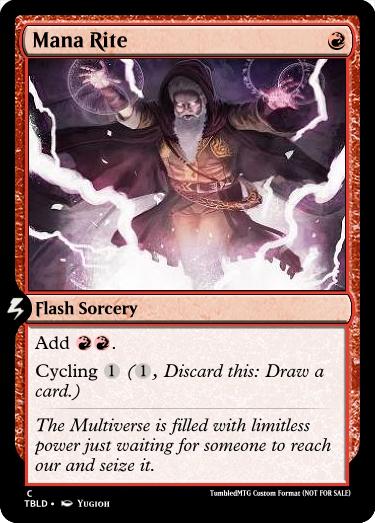 Mana Rite
Flash Sorcery
Add.
Cycling 1 (1, Discard this: Draw a
card.)
The Multiverse is filled with limitless
power just waiting for someone to reach
our and seize it.
C
TBLD • Yugioh
TumbledMTG Custom Format (NOT FOR SALE)